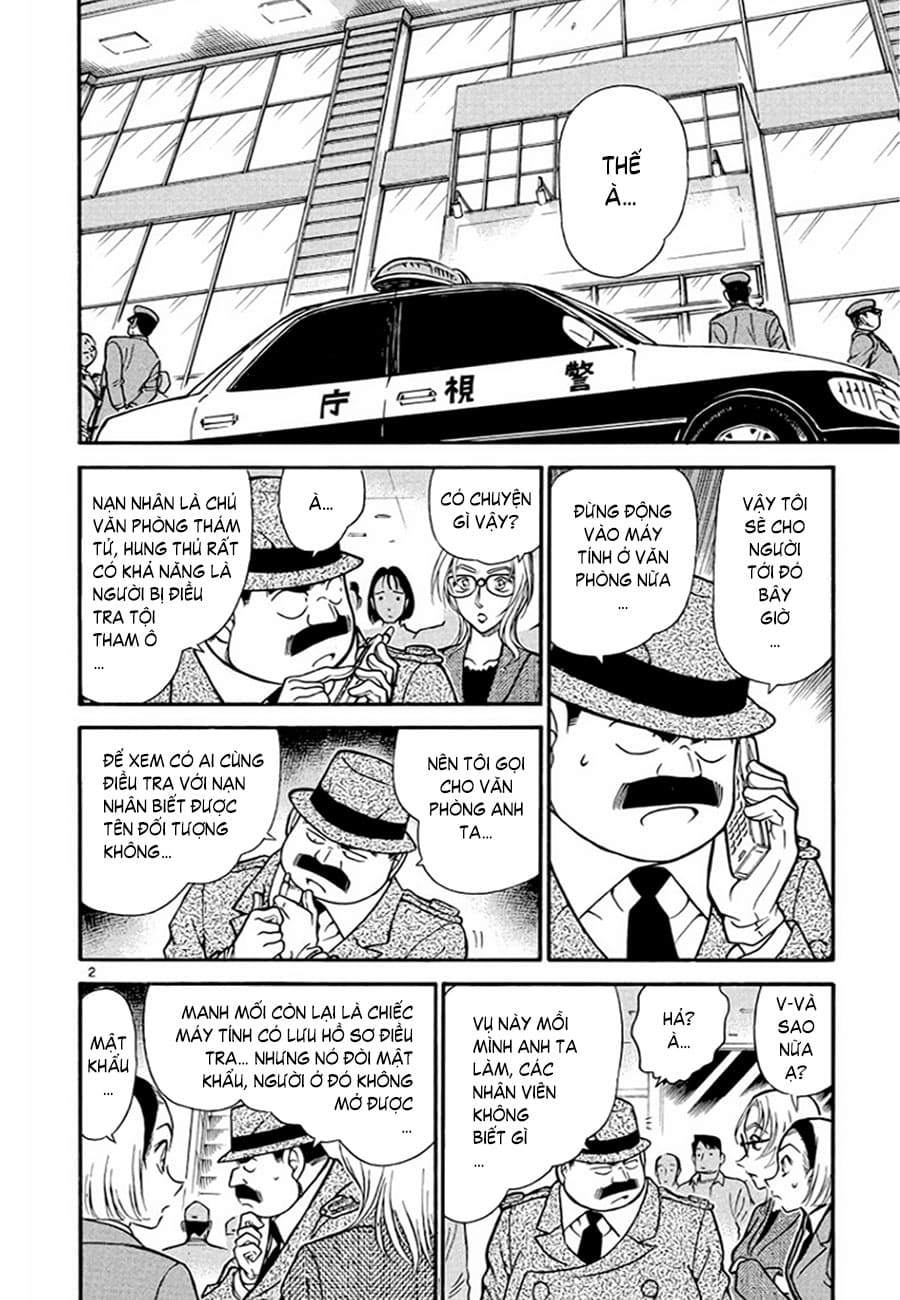 THẾ
À...
庁 視 警
VẬY TÔI
SẼ CHO
NGƯỜI
TỚI ĐÓ
BÂY
GIỜ
...
ĐỪNG ĐỘNG
VÀO MÁY
TÍNH Ở VĂN
PHÒNG NỮA
...
CÓ CHUYỆN
GÌ VẬY?
À...
NẠN NHÂN LÀ CHỦ
VĂN PHÒNG THÁM
TỬ, HUNG THỦ RẤT
CÓ KHẢ NĂNG LÀ
NGƯỜI BỊ ĐIỀU
TRA TỘI
THAM Ô
...
NÊN TÔI GỌI
CHO VĂN
PHÒNG ANH
TA...
ĐỂ XEM CÓ AI CÙNG
ĐIỀU TRA VỚI NẠN
NHÂN BIẾT ĐƯỢC
TÊN ĐỐI TƯỢNG
KHÔNG...
2
V-VÀ
SAO
NỮA
Ạ?
HẢ?
À...
VỤ NÀY MỖI
MÌNH ANH TA
LÀM, CÁC
NHÂN VIÊN
KHÔNG
BIẾT GÌ
...
MANH MỐI CÒN LẠI LÀ CHIẾC
MÁY TÍNH CÓ LƯU HỒ SƠ ĐIỀU
TRA... NHƯNG NÓ ĐÒI MẬT
KHẨU, NGƯỜI Ở ĐÓ KHÔNG
MỞ ĐƯỢC
...
MẬT
KHẨU
...